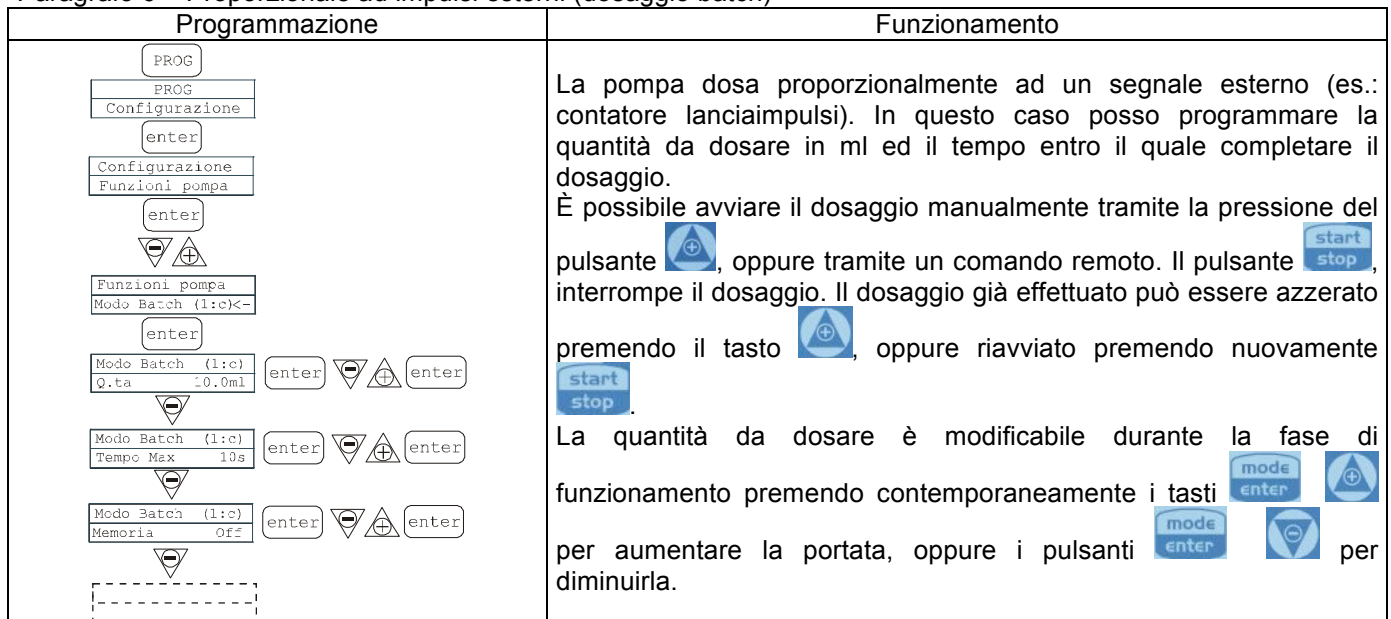 Paragrafo – Proporzionale ad impulsi esterni (dosaggio batch)
Programmazione
PROG
PROG
Configurazione
enter
Configurazione
Funzioni pompa
enter
Funzioni pompa
Modo Batch (1:c)<-
enter
Modo Batch (1:c)
Q.ta 10.0ml
enter enter
Modo Batch (1:c)
Tempo Max 10s
enter enter
Modo Batch (1:c)
Memoria Off
enter enter
Funzionamento
La pompa dosa proporzionalmente ad un segnale esterno (es.:
contatore lanciaimpulsi). In questo caso posso programmare la
quantità da dosare in ml ed il tempo entro il quale completare il
dosaggio.
È possibile avviare il dosaggio manualmente tramite la pressione del
pulsante , oppure tramite un comando remoto. Il pulsante start stop ,
interrompe il dosaggio. Il dosaggio già effettuato può essere azzerato
premendo il tasto , oppure riavviato premendo nuovamente
start stop .
La quantità da dosare è modificabile durante la fase di
funzionamento premendo contemporaneamente i tasti mode enter
per aumentare la portata, oppure i pulsanti mode enter per
diminuirla.